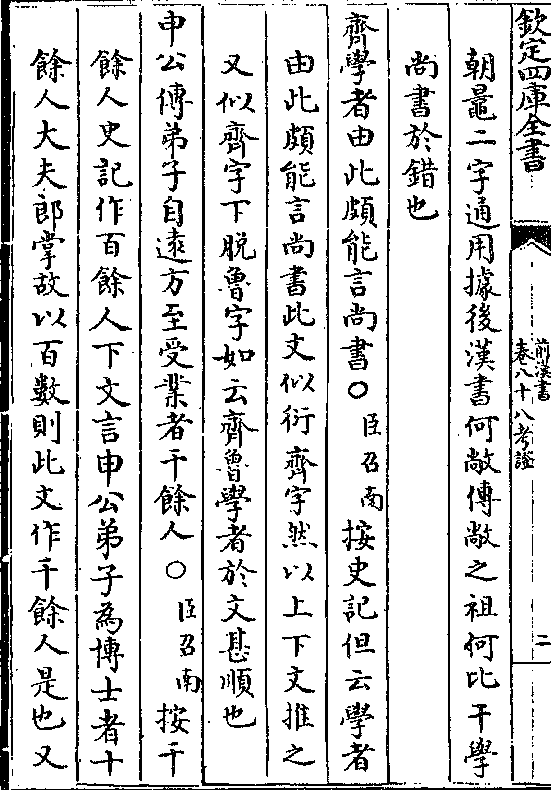 欽定四庫全書
前漢書
卷八十八考證
二
朝鼂二字通用據後漢書何敞傳敞之祖何比干學
尚書於錯也
齊學者由此頗能言尚書○臣召南按史記但云學者
由此頗能言尚書此文似衍齊字然以上下文推之
又似齊字下脫魯字如云齊魯學者於文甚順也
申公傳弟子自遠方至受業者千餘人○臣召南按千
餘人史記作百餘人下文言申公弟子為博士者十
餘人大夫郎掌故以百數則此文作千餘人是也又